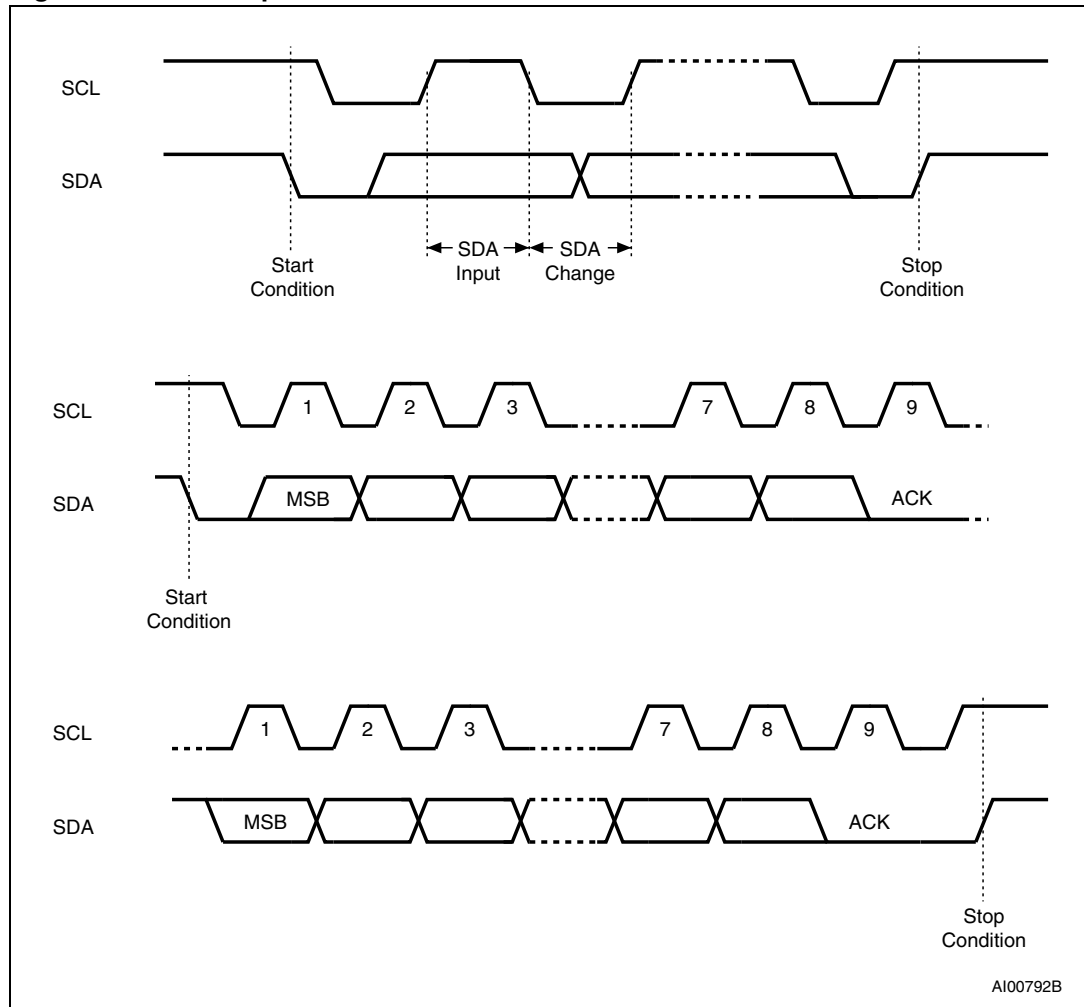 SCL
SDA
SDA Input
SDA Change
Start Condition
Stop Condition
SCL
1 2 3 7 8 9
SDA
MSB
ACK
Start Condition
SCL
1 2 3 7 8 9
SDA
MSB
ACK
Stop Condition
AI00792B